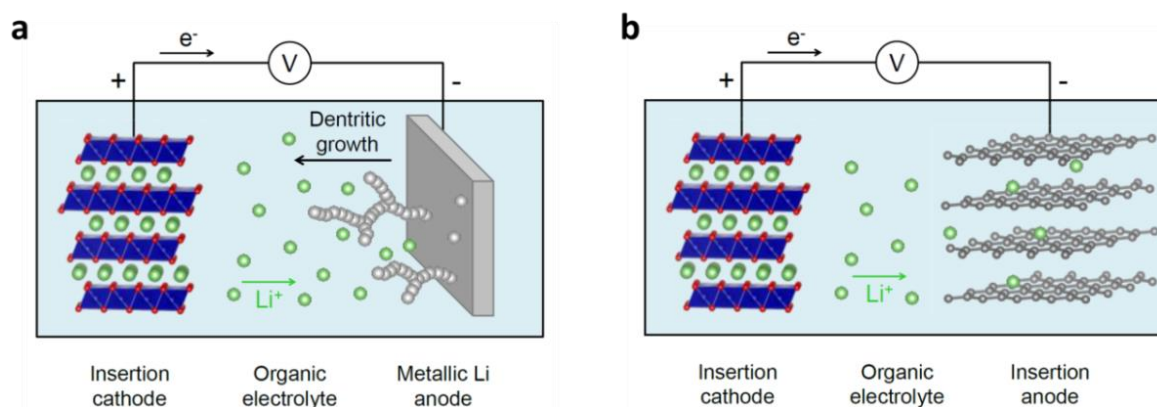 a
e-
V
+
-
Dentritic
growth
Li+
Insertion
cathode
Organic
electrolyte
Metallic Li
anode
b
e-
V
+
-
Li+
Insertion
cathode
Organic
electrolyte
Insertion
anode